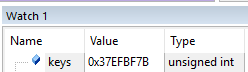 Watch 1
Name Value Type
keys 0x37EFBF7B unsigned int